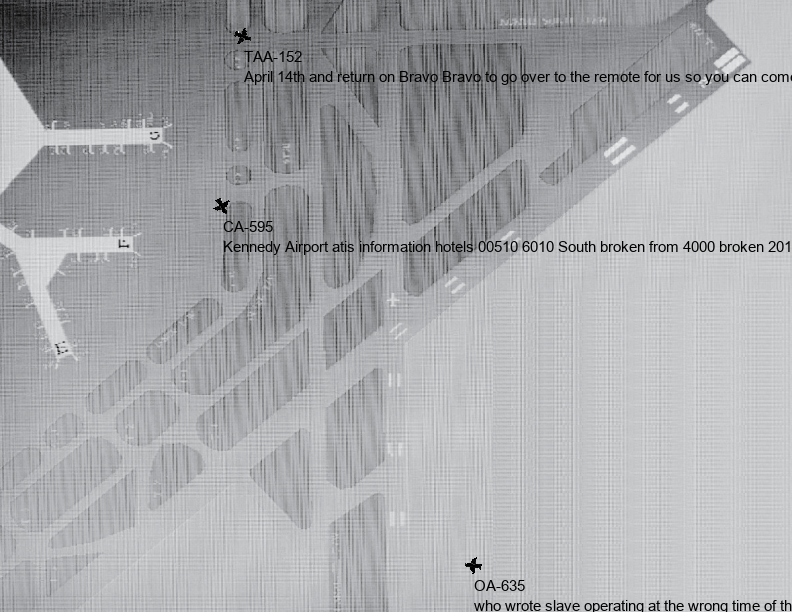 TAA-152
April 14th and return on Bravo Bravo to go over to the remote for us so you can come
CA-595
Kennedy Airport atis information hotels 00510 6010 South broken from 4000 broken 201
OA-635
who wrote slave operating at the wrong time of th